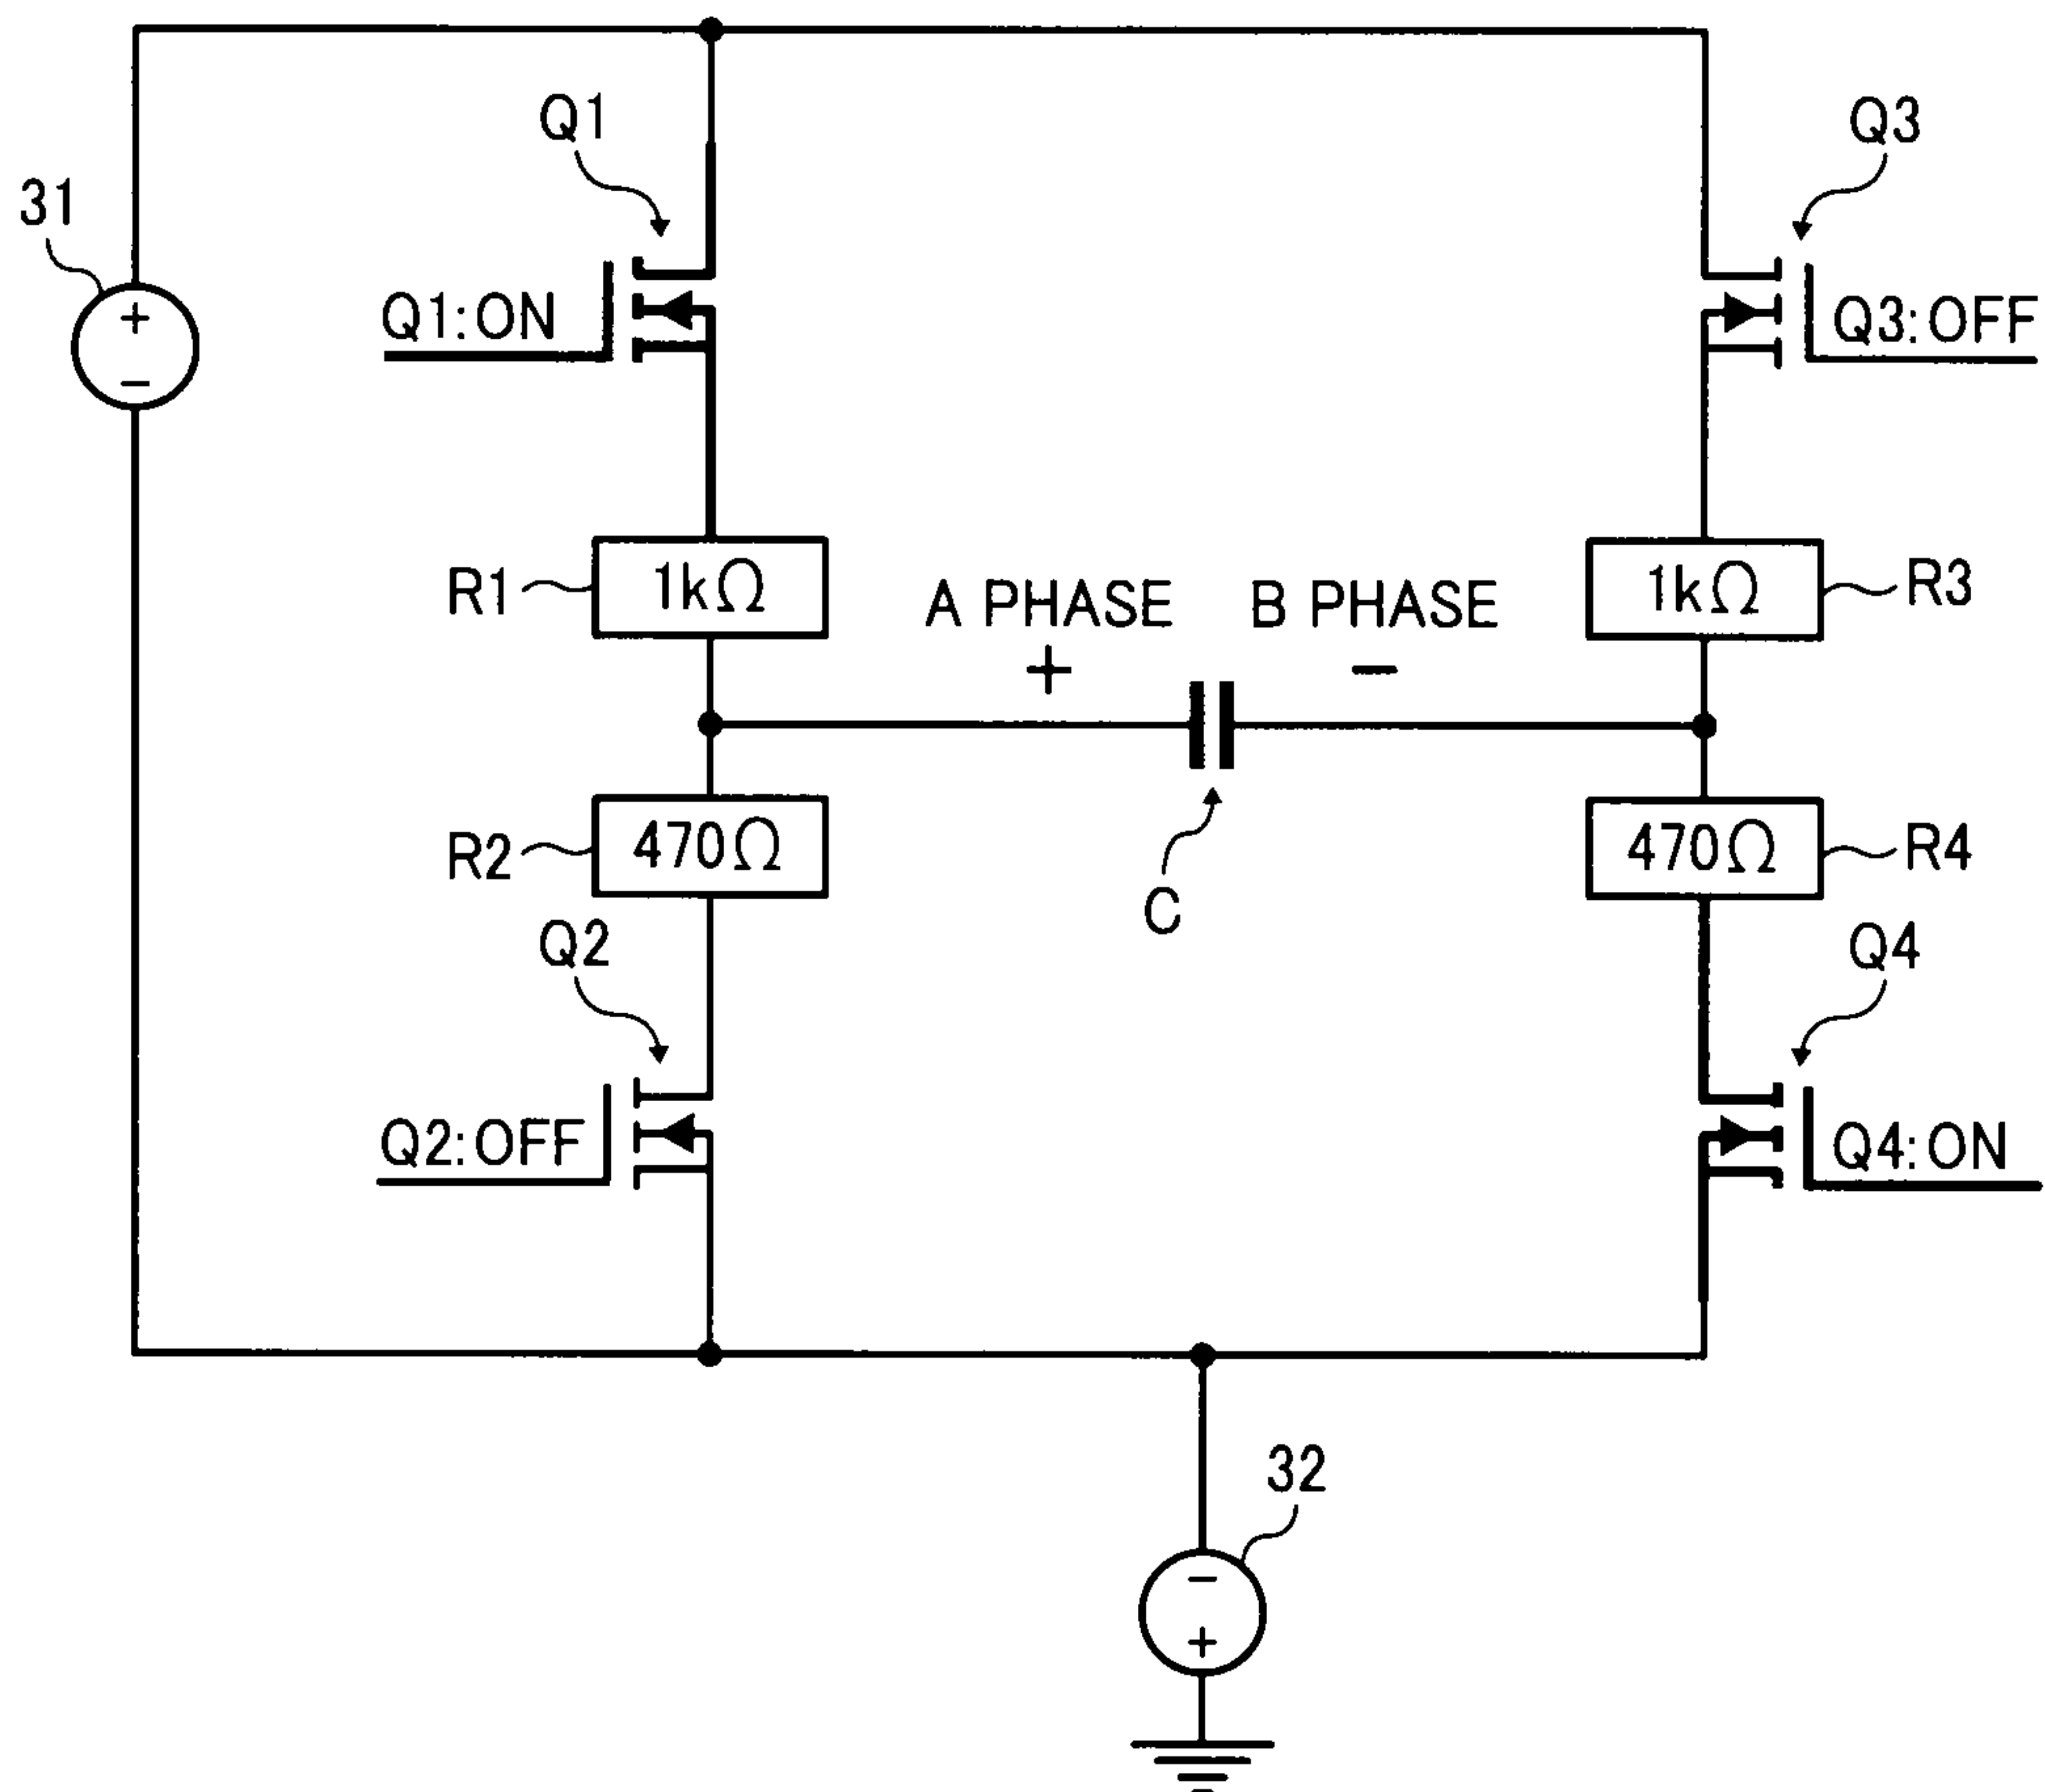 Q1
Q3
31
+
−
Q1:ON
Q3:OFF
R1
1kΩ
A PHASE
B PHASE
1kΩ
R3
+
−
R2
470Ω
470Ω
R4
C
Q2
Q4
Q2:OFF
Q4:ON
32
−
+